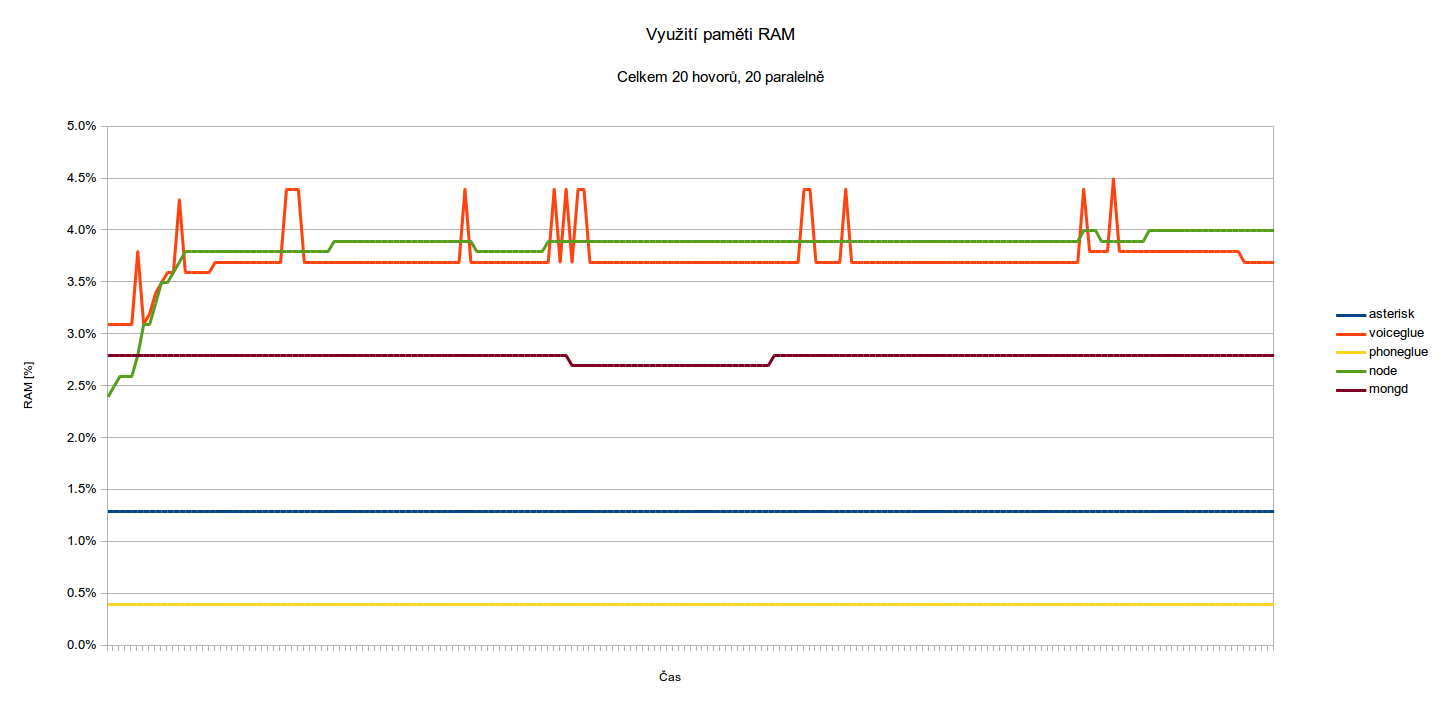 Využití paměti RAM
Celkem 20 hovorů, 20 paralelně
5.0%
4.5%
4.0%
3.5%
3.0%
2.5%
2.0%
1.5%
1.0%
0.5%
0.0%
RAM [%]
Čas
asterisk
voiceglue
phoneglue
node
mongd